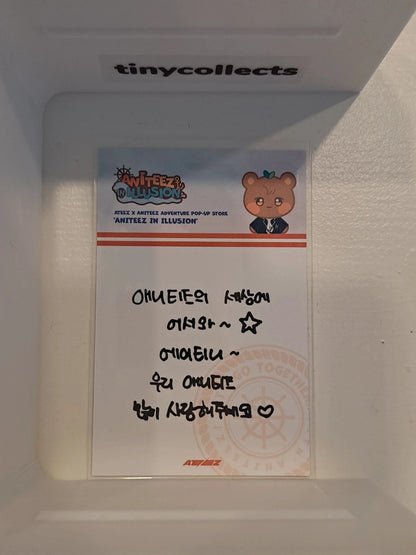 tinycollects
ANITEEZ
IN ILLUSION
ATEEZ X ANITEEZ ADVENTURE POP-UP STORE
'ANITEEZ IN ILLUSION'
애니티즈의 세상에
어서와~ ☆
에이티니~
우리 애니티즈
많이 사랑해주세요 ♡
TOGETHER
ATEEZ